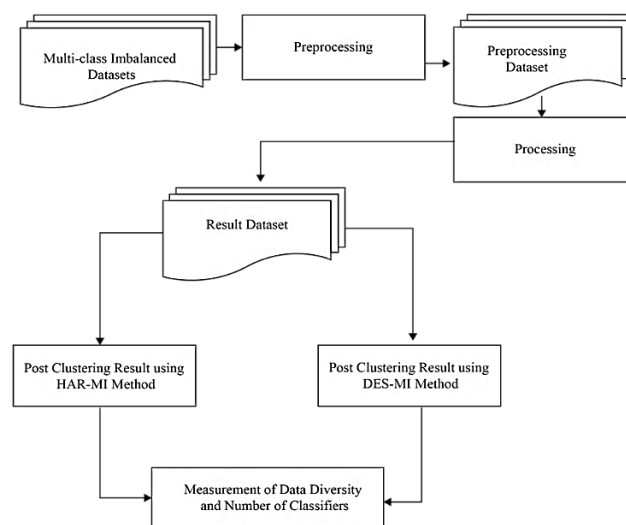 Multi-class Imbalanced
Datasets
Preprocessing
Preprocessing
Dataset
Processing
Result Dataset
Post Clustering Result using
HAR-MI Method
Post Clustering Result using
DES-MI Method
Measurement of Data Diversity
and Number of Classifiers